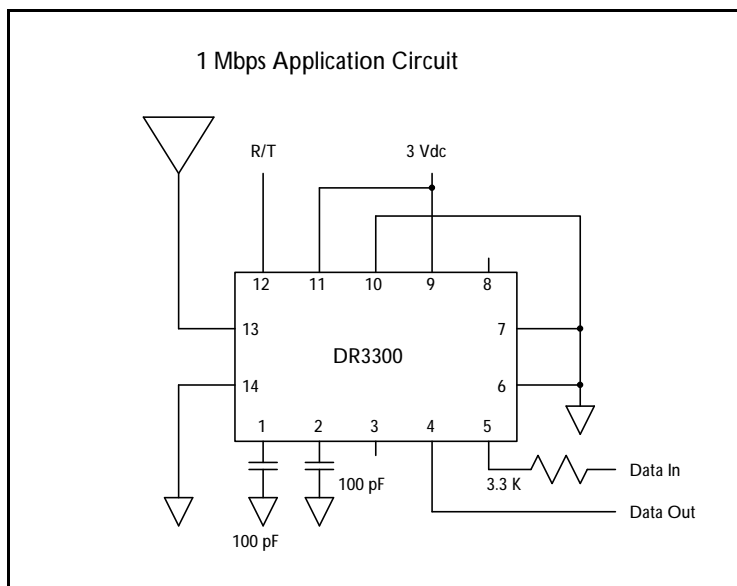 1 Mbps Application Circuit
R/T
3 Vdc
12
11
10
9
8
13
7
DR3300
14
6
1
2
3
4
5
100 pF
3.3 K
Data In
Data Out
100 pF